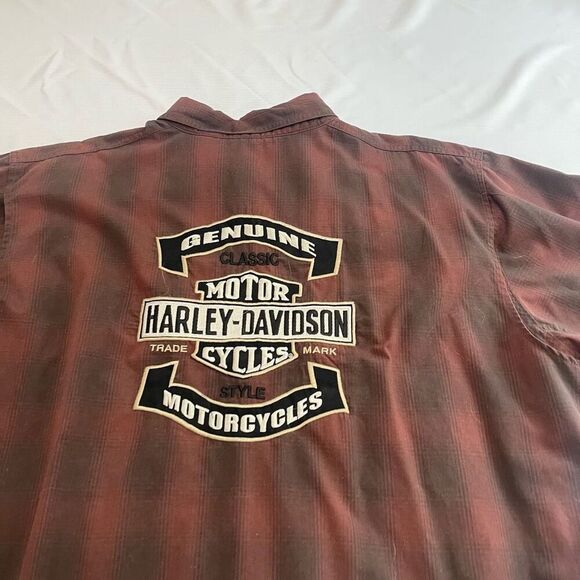 GENUINE
CLASSIC
MOTOR
HARLEY-DAVIDSON
TRADE MARK
CYCLES®
STYLE
MOTORCYCLES